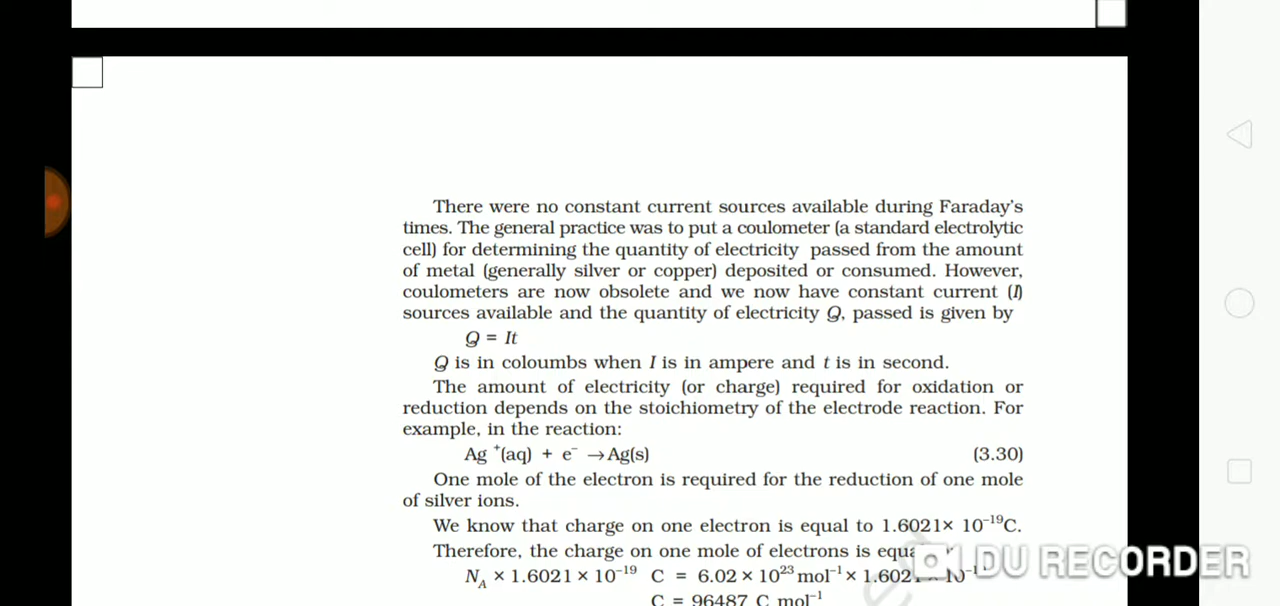 There were no constant current sources available during Faraday's
times. The general practice was to put a coulometer (a standard electrolytic
cell) for determining the quantity of electricity passed from the amount
of metal (generally silver or copper) deposited or consumed. However,
coulometers are now obsolete and we now have constant current (I)
sources available and the quantity of electricity Q, passed is given by
Q = It
Q is in coloumbs when I is in ampere and t is in second.
The amount of electricity (or charge) required for oxidation or
reduction depends on the stoichiometry of the electrode reaction. For
example, in the reaction:
Ag ⁺(aq) + e⁻ → Ag(s) (3.30)
One mole of the electron is required for the reduction of one mole
of silver ions.
We know that charge on one electron is equal to 1.6021× 10⁻¹⁹C.
Therefore, the charge on one mole of electrons is
N_A × 1.6021 × 10⁻¹⁹ C = 6.02 × 10²³ mol⁻¹ ×
C = 96487 C mol⁻¹
DU RECORDER